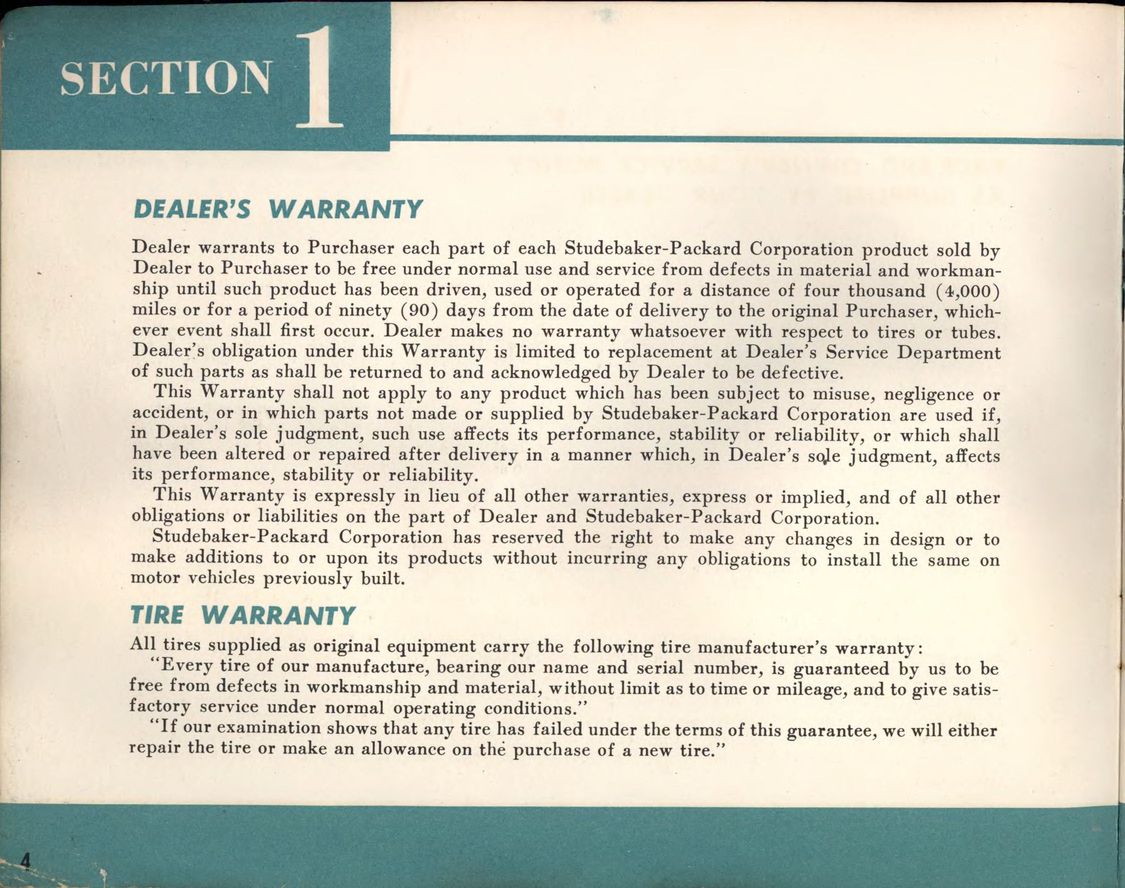 SECTION 1
DEALER'S WARRANTY
Dealer warrants to Purchaser each part of each Studebaker-Packard Corporation product sold by
Dealer to Purchaser to be free under normal use and service from defects in material and workman-
ship until such product has been driven, used or operated for a distance of four thousand (4,000)
miles or for a period of ninety (90) days from the date of delivery to the original Purchaser, which-
ever event shall first occur. Dealer makes no warranty whatsoever with respect to tires or tubes.
Dealer's obligation under this Warranty is limited to replacement at Dealer's Service Department
of such parts as shall be returned to and acknowledged by Dealer to be defective.
This Warranty shall not apply to any product which has been subject to misuse, negligence or
accident, or in which parts not made or supplied by Studebaker-Packard Corporation are used if,
in Dealer's sole judgment, such use affects its performance, stability or reliability, or which shall
have been altered or repaired after delivery in a manner which, in Dealer's sole judgment, affects
its performance, stability or reliability.
This Warranty is expressly in lieu of all other warranties, express or implied, and of all other
obligations or liabilities on the part of Dealer and Studebaker-Packard Corporation.
Studebaker-Packard Corporation has reserved the right to make any changes in design or to
make additions to or upon its products without incurring any obligations to install the same on
motor vehicles previously built.
TIRE WARRANTY
All tires supplied as original equipment carry the following tire manufacturer's warranty:
"Every tire of our manufacture, bearing our name and serial number, is guaranteed by us to be
free from defects in workmanship and material, without limit as to time or mileage, and to give satis-
factory service under normal operating conditions."
"If our examination shows that any tire has failed under the terms of this guarantee, we will either
repair the tire or make an allowance on the purchase of a new tire."
4